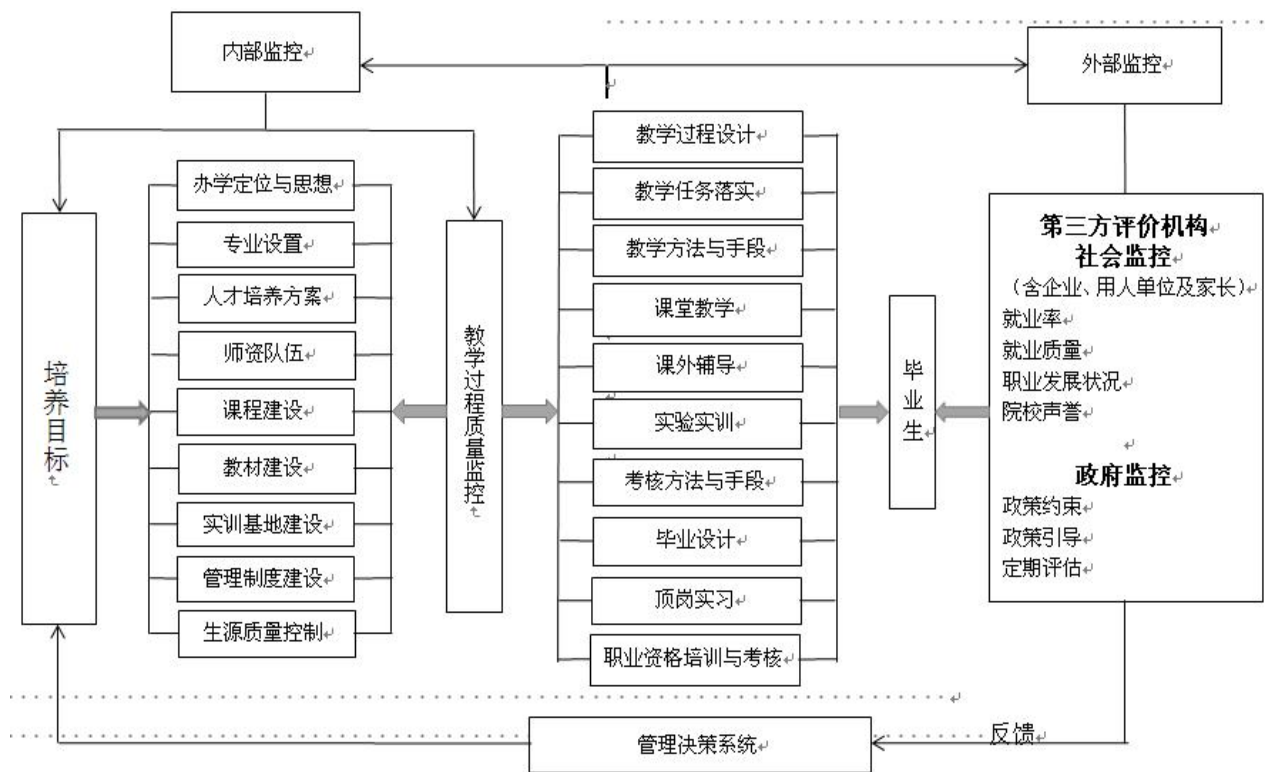 内部监控
外部监控
培养目标
办学定位与思想
专业设置
人才培养方案
师资队伍
课程建设
教材建设
实训基地建设
管理制度建设
生源质量控制
教学过程质量监控
教学过程设计
教学任务落实
教学方法与手段
课堂教学
课外辅导
实验实训
考核方法与手段
毕业设计
顶岗实习
职业资格培训与考核
毕业生
第三方评价机构
社会监控
（含企业、用人单位及家长）
就业率
就业质量
职业发展状况
院校声誉
政府监控
政策约束
政策引导
定期评估
管理决策系统
反馈